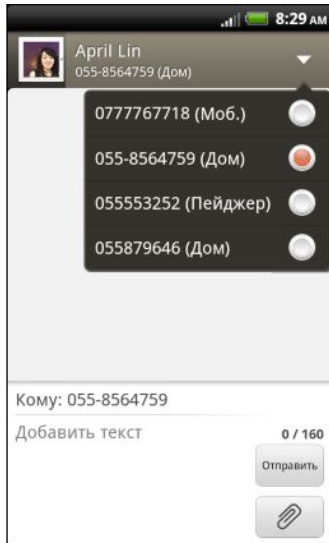 8:29 AM
April Lin
055-8564759 (Дом)
0777767718 (Моб.)
055-8564759 (Дом)
055553252 (Пейджер)
055879646 (Дом)
Кому: 055-8564759
Добавить текст
0 / 160
Отправить